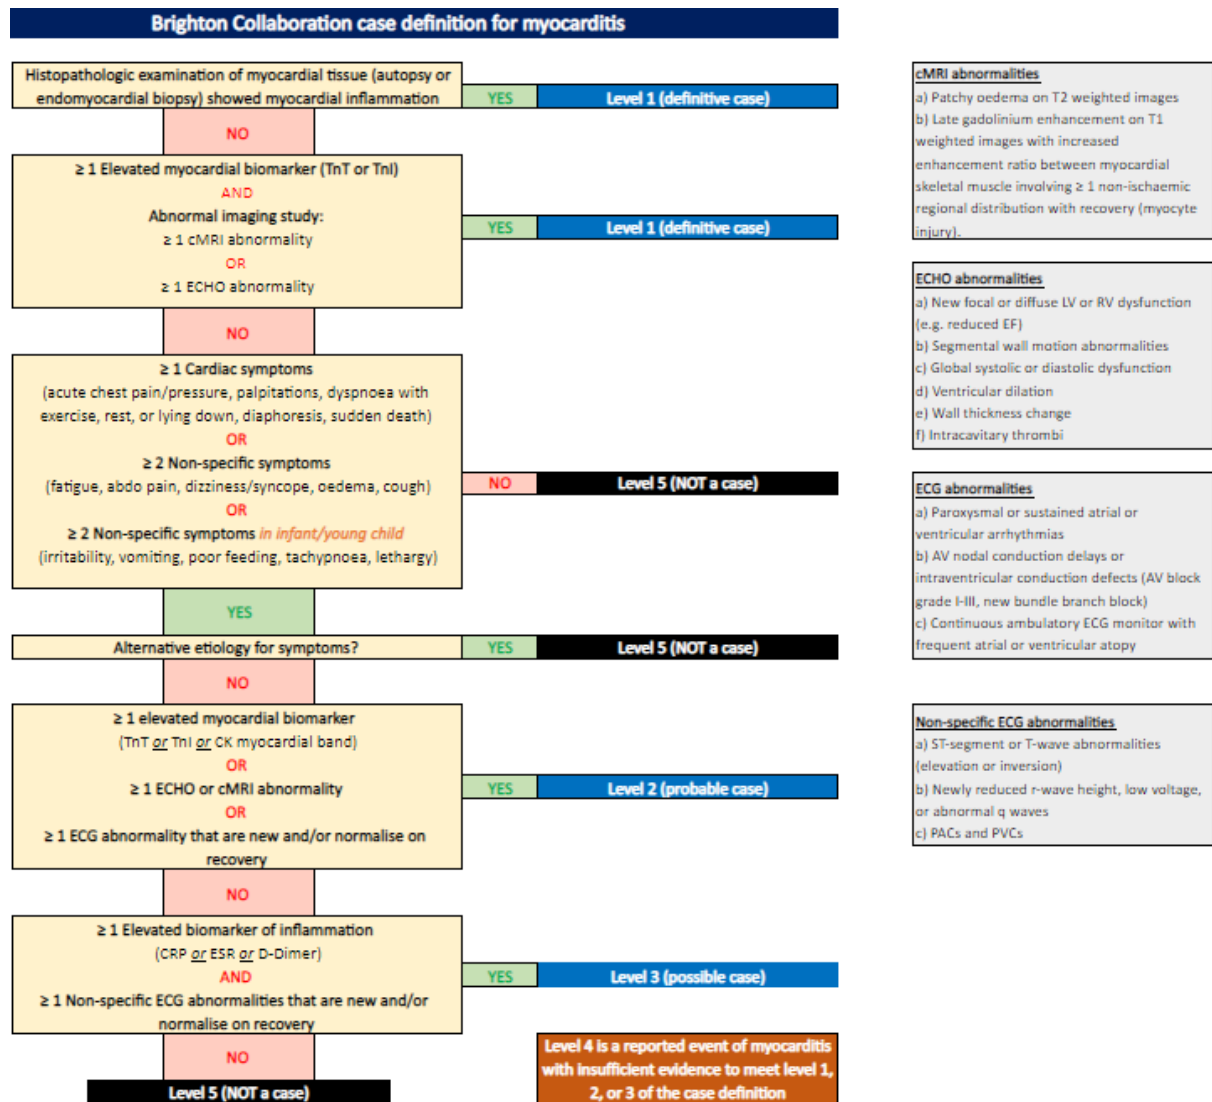 Brighton Collaboration case definition for myocarditis
Histopathologic examination of myocardial tissue (autopsy or
endomyocardial biopsy) showed myocardial inflammation
YES
Level 1 (definitive case)
NO
≥ 1 Elevated myocardial biomarker (TnT or TnI)
AND
Abnormal imaging study:
≥ 1 cMRI abnormality
OR
≥ 1 ECHO abnormality
YES
Level 1 (definitive case)
NO
≥ 1 Cardiac symptoms
(acute chest pain/pressure, palpitations, dyspnoea with
exercise, rest, or lying down, diaphoresis, sudden death)
OR
≥ 2 Non-specific symptoms
(fatigue, abdo pain, dizziness/syncope, oedema, cough)
OR
≥ 2 Non-specific symptoms in infant/young child
(irritability, vomiting, poor feeding, tachypnoea, lethargy)
NO
Level 5 (NOT a case)
YES
Alternative etiology for symptoms?
YES
Level 5 (NOT a case)
NO
≥ 1 elevated myocardial biomarker
(TnT or TnI or CK myocardial band)
OR
≥ 1 ECHO or cMRI abnormality
OR
≥ 1 ECG abnormality that are new and/or normalise on
recovery
YES
Level 2 (probable case)
NO
≥ 1 Elevated biomarker of inflammation
(CRP or ESR or D-Dimer)
AND
≥ 1 Non-specific ECG abnormalities that are new and/or
normalise on recovery
YES
Level 3 (possible case)
NO
Level 5 (NOT a case)
Level 4 is a reported event of myocarditis
with insufficient evidence to meet level 1,
2, or 3 of the case definition
cMRI abnormalities
a) Patchy oedema on T2 weighted images
b) Late gadolinium enhancement on T1
weighted images with increased
enhancement ratio between myocardial
skeletal muscle involving ≥ 1 non-ischaemic
regional distribution with recovery (myocyte
injury).
ECHO abnormalities
a) New focal or diffuse LV or RV dysfunction
(e.g. reduced EF)
b) Segmental wall motion abnormalities
c) Global systolic or diastolic dysfunction
d) Ventricular dilation
e) Wall thickness change
f) Intracavitary thrombi
ECG abnormalities
a) Paroxysmal or sustained atrial or
ventricular arrhythmias
b) AV nodal conduction delays or
intraventricular conduction defects (AV block
grade I-III, new bundle branch block)
c) Continuous ambulatory ECG monitor with
frequent atrial or ventricular atopy
Non-specific ECG abnormalities
a) ST-segment or T-wave abnormalities
(elevation or inversion)
b) Newly reduced r-wave height, low voltage,
or abnormal q waves
c) PACs and PVCs